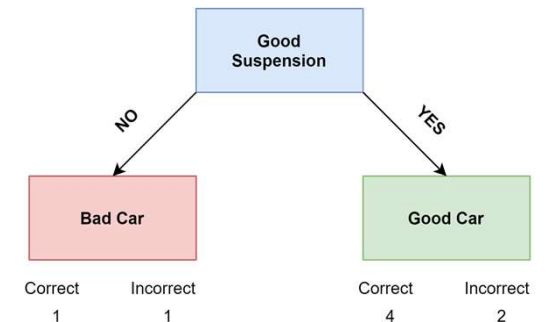 Good
Suspension
NO
YES
Bad Car
Good Car
Correct
Incorrect
Correct
Incorrect
1
1
4
2